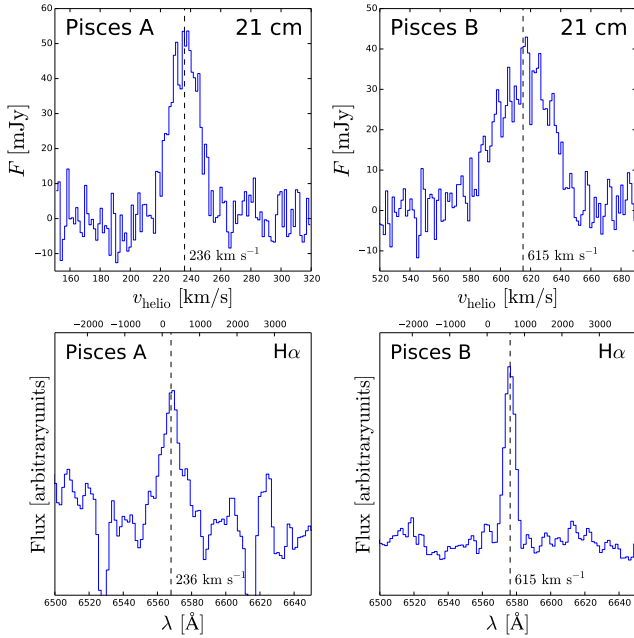 Pisces A 21 cm
60
50
40
30
20
10
0
−10
F [mJy]
236 km s⁻¹
160 180 200 220 240 260 280 300 320
v_helio [km/s]
Pisces B 21 cm
50
40
30
20
10
0
−10
F [mJy]
615 km s⁻¹
520 540 560 580 600 620 640 660 680
v_helio [km/s]
−2000 −1000 0 1000 2000 3000
Pisces A Hα
Flux [arbitraryunits]
236 km s⁻¹
6500 6520 6540 6560 6580 6600 6620 6640
λ [Å]
−2000 −1000 0 1000 2000 3000
Pisces B Hα
Flux [arbitraryunits]
615 km s⁻¹
6500 6520 6540 6560 6580 6600 6620 6640
λ [Å]